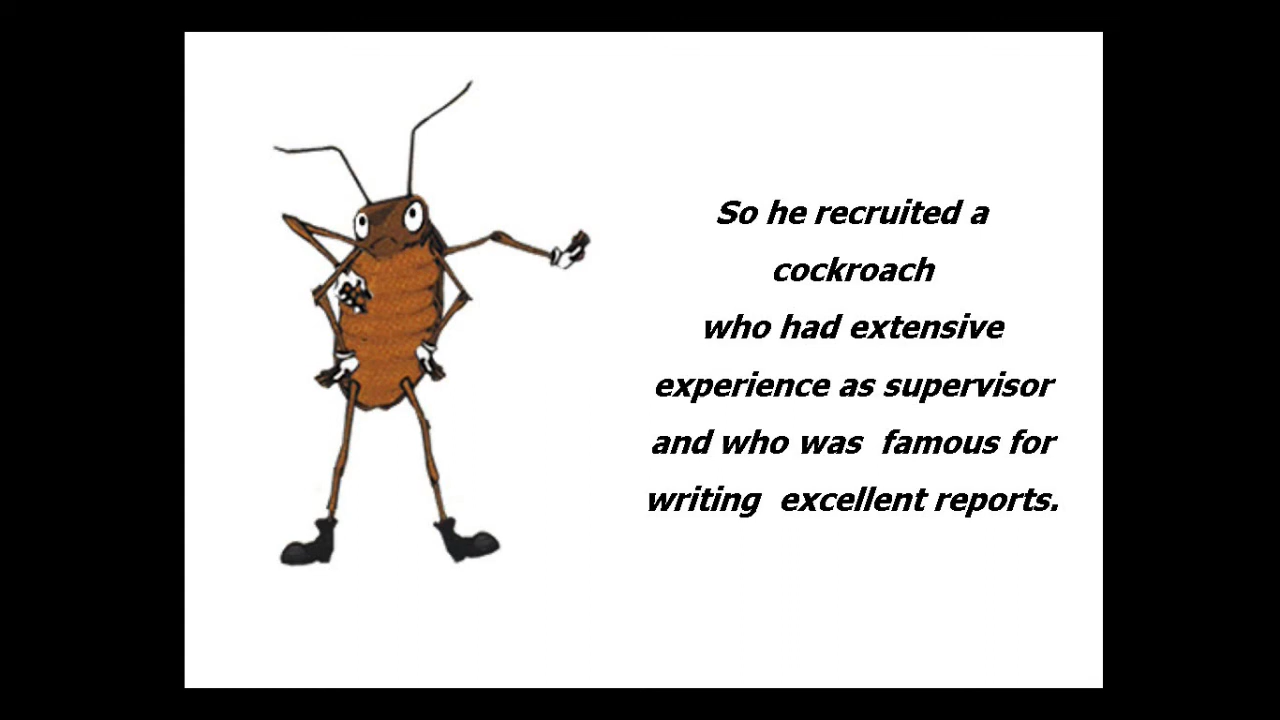 So he recruited a
cockroach
who had extensive
experience as supervisor
and who was  famous for
writing  excellent reports.